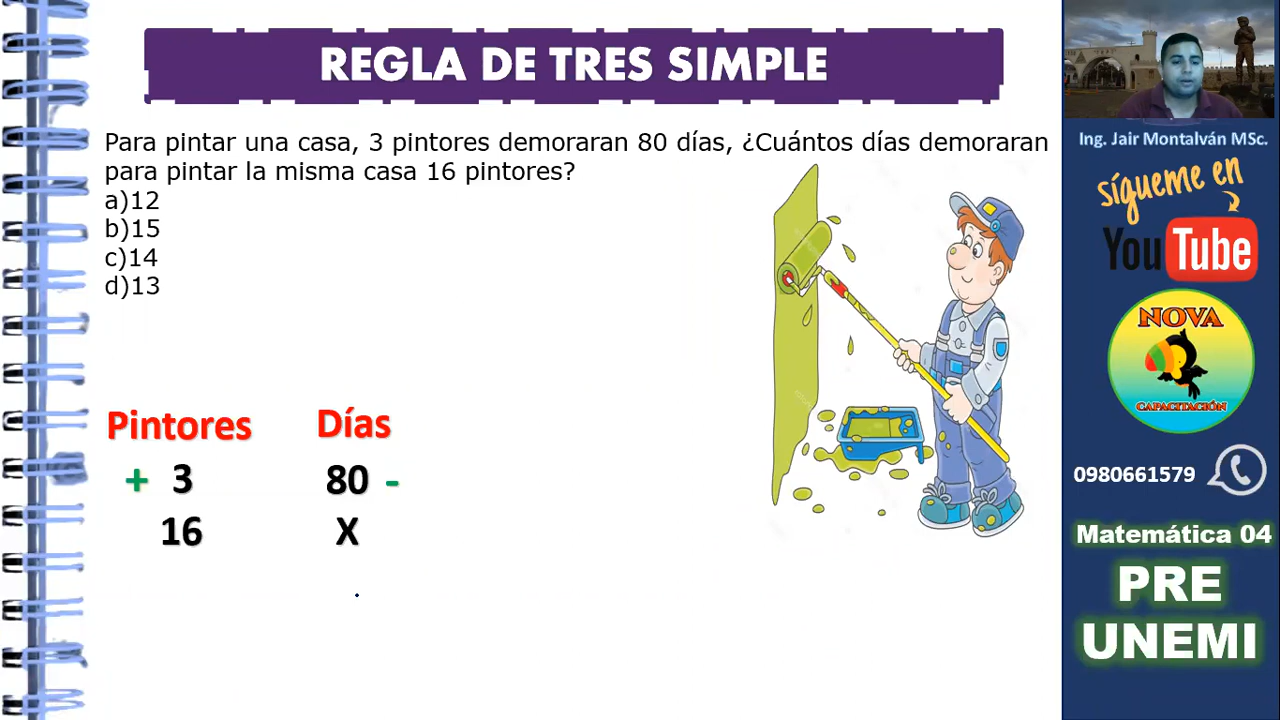 REGLA DE TRES SIMPLE
Para pintar una casa, 3 pintores demoraran 80 días, ¿Cuántos días demoraran
para pintar la misma casa 16 pintores?
a)12
b)15
c)14
d)13
Pintores Días
+ 3 80 -
16 X
Ing. Jair Montalván MSc.
sígueme en
YouTube
NOVA
CAPACITACIÓN
0980661579
Matemática 04
PRE
UNEMI